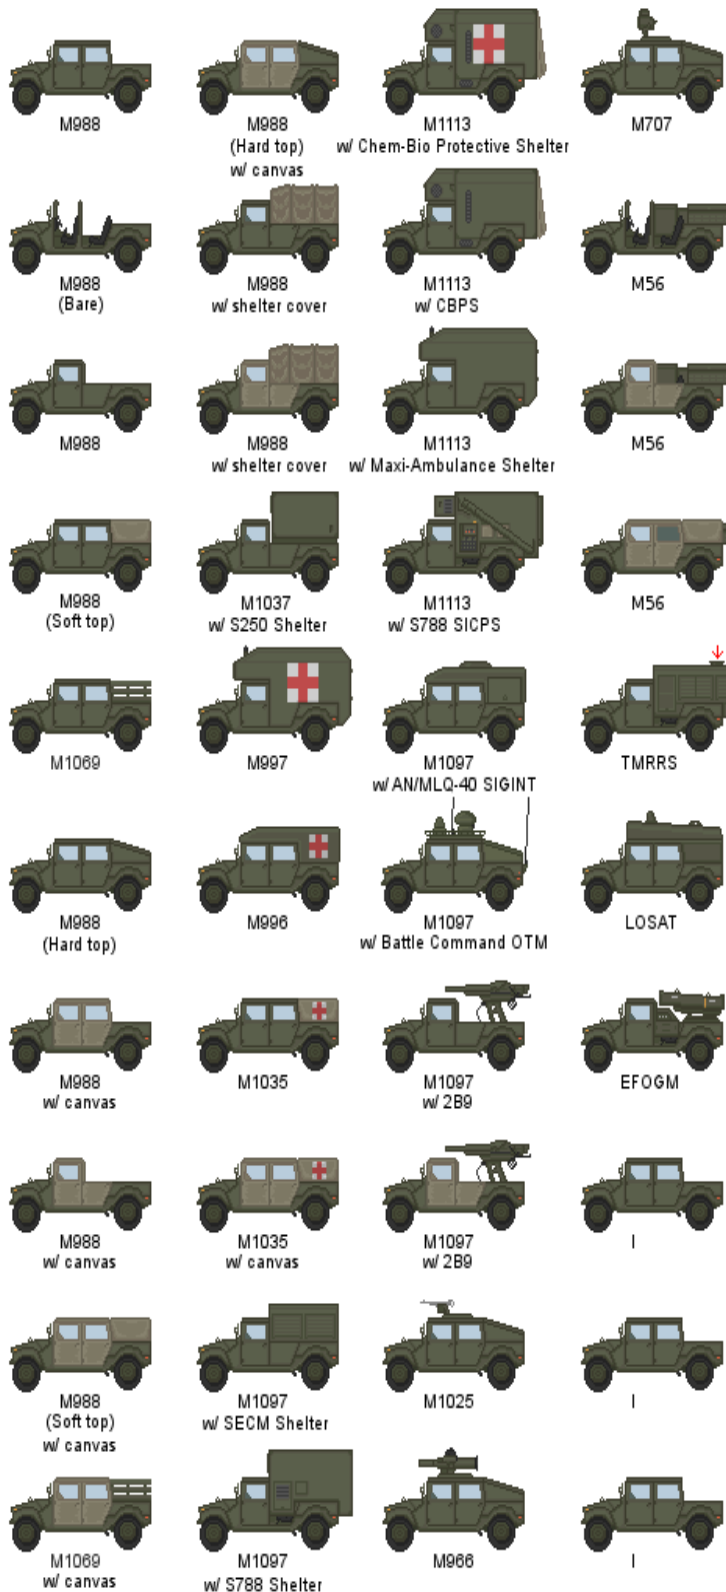 M988
M988
(Hard top)
w/ canvas
M1113
w/ Chem-Bio Protective Shelter
M707
M988
(Bare)
M988
w/ shelter cover
M1113
w/ CBPS
M56
M988
M988
w/ shelter cover
M1113
w/ Maxi-Ambulance Shelter
M56
M988
(Soft top)
M1037
w/ S250 Shelter
M1113
w/ S788 SICPS
M56
M1069
M997
M1097
w/ AN/MLQ-40 SIGINT
TMRRS
M988
(Hard top)
M996
M1097
w/ Battle Command OTM
LOSAT
M988
w/ canvas
M1035
M1097
w/ 2B9
EFOGM
M988
w/ canvas
M1035
w/ canvas
M1097
w/ 2B9
I
M988
(Soft top)
w/ canvas
M1097
w/ SECM Shelter
M1025
I
M1069
w/ canvas
M1097
w/ S788 Shelter
M966
I